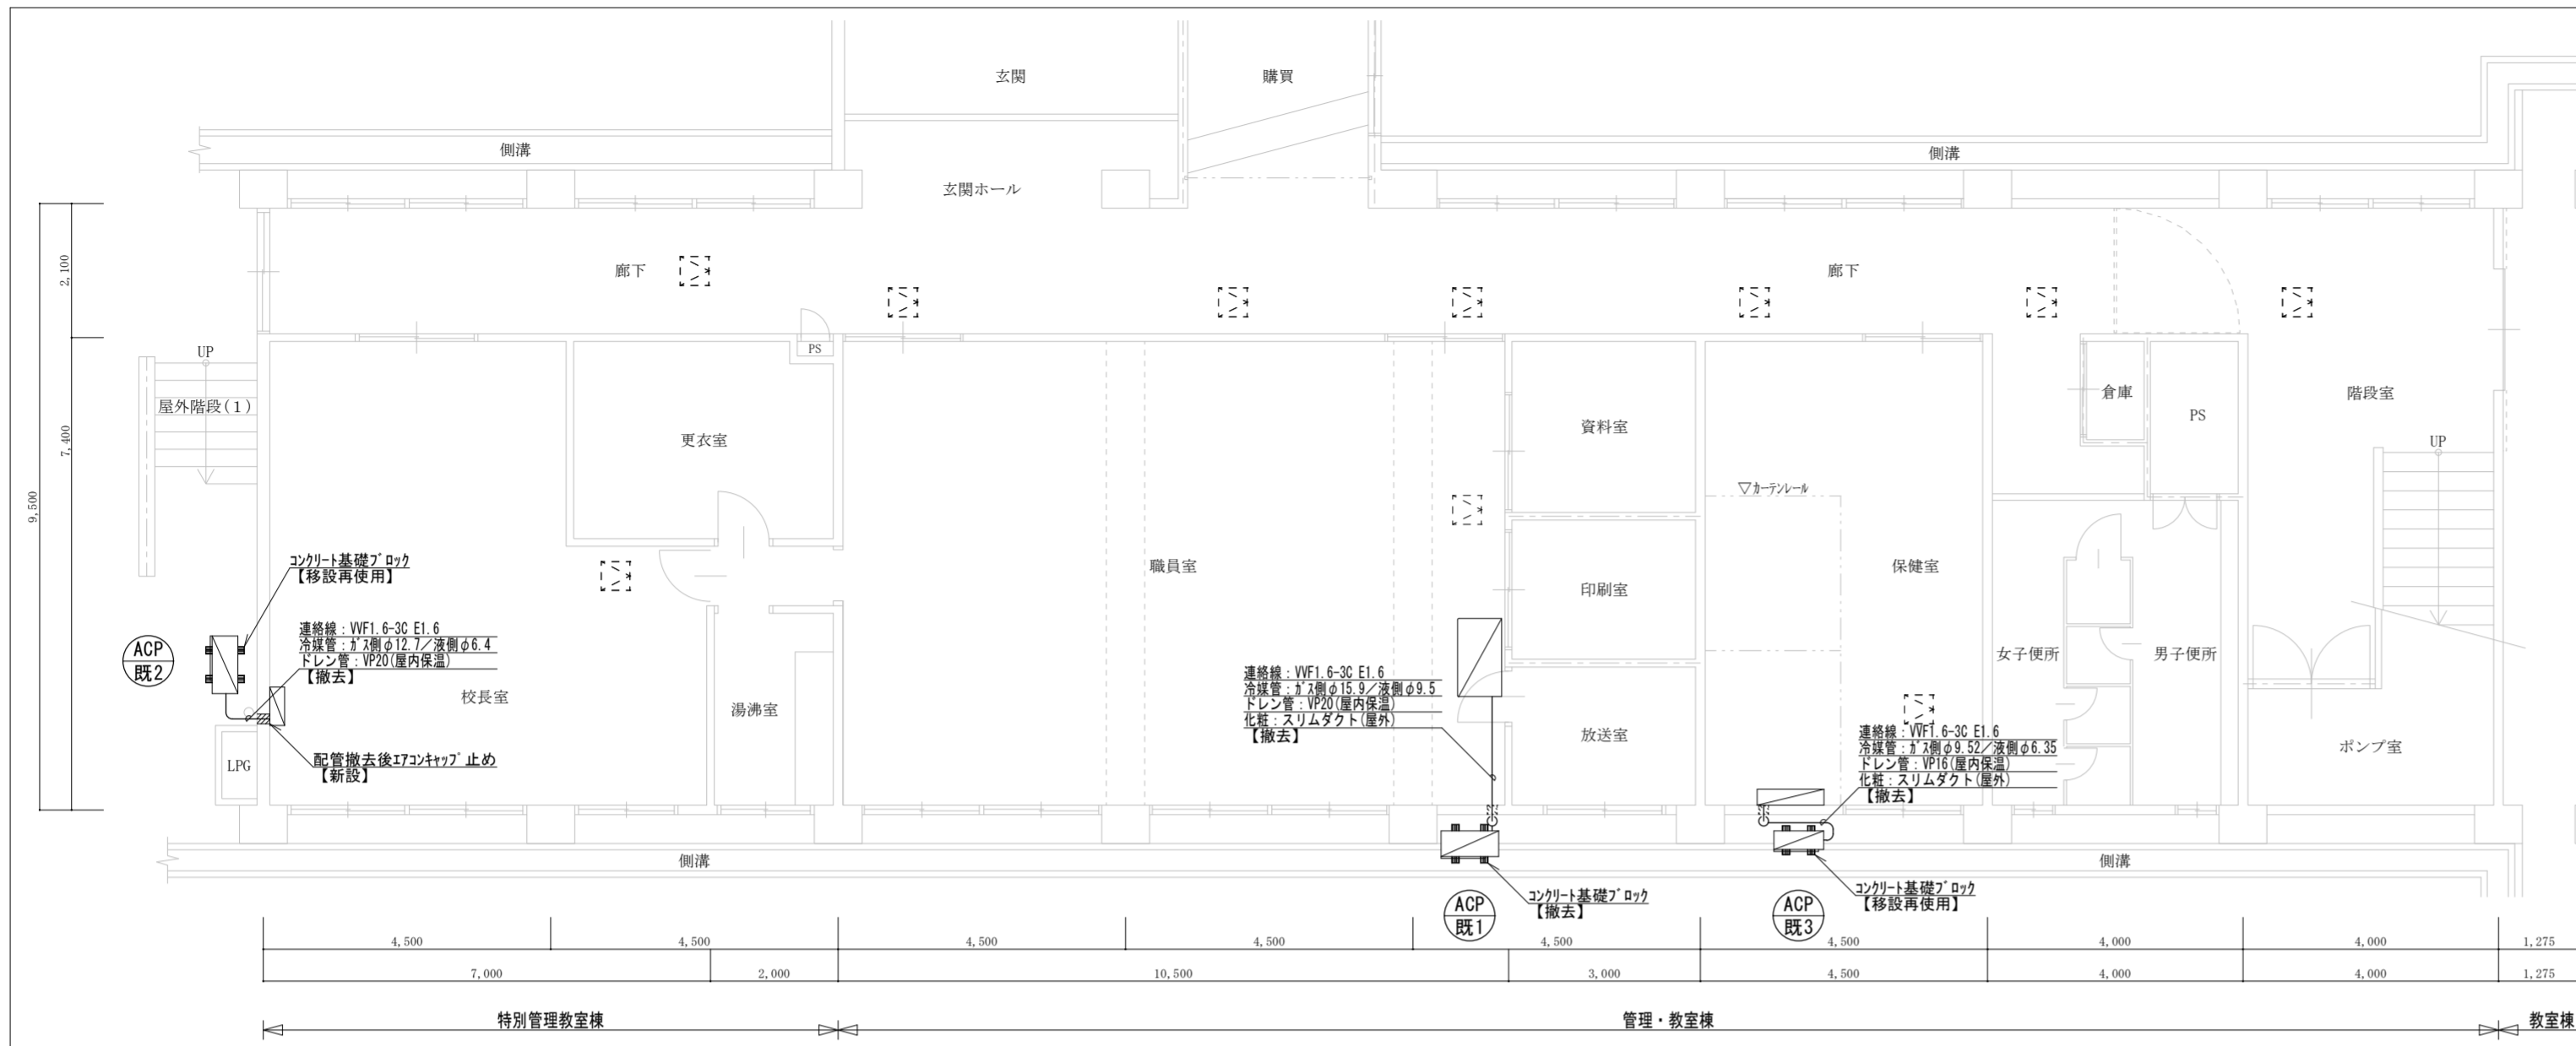 玄関
購買
側溝
側溝
玄関ホール
廊下
廊下
2,100
7,400
9,500
UP
屋外階段(1)
PS
更衣室
資料室
倉庫
PS
階段室
UP
▽カーテンレール
職員室
保健室
印刷室
コンクリート基礎ブロック
【移設再使用】
ACP
既2
連絡線：VVF1.6-3C E1.6
冷媒管：ガス側φ12.7／液側φ6.4
ドレン管：VP20(屋内保温)
【撤去】
校長室
湯沸室
LPG
配管撤去後エアコンキャップ止め
【新設】
連絡線：VVF1.6-3C E1.6
冷媒管：ガス側φ15.9／液側φ9.5
ドレン管：VP20(屋内保温)
化粧：スリムダクト(屋外)
【撤去】
放送室
女子便所
男子便所
連絡線：VVF1.6-3C E1.6
冷媒管：ガス側φ9.52／液側φ6.35
ドレン管：VP16(屋内保温)
化粧：スリムダクト(屋外)
【撤去】
ポンプ室
側溝
側溝
コンクリート基礎ブロック
【撤去】
ACP
既1
コンクリート基礎ブロック
【移設再使用】
ACP
既3
4,500
4,500
4,500
4,500
4,500
4,500
4,000
4,000
1,275
7,000
2,000
10,500
3,000
4,500
4,000
4,000
1,275
特別管理教室棟
管理・教室棟
教室棟